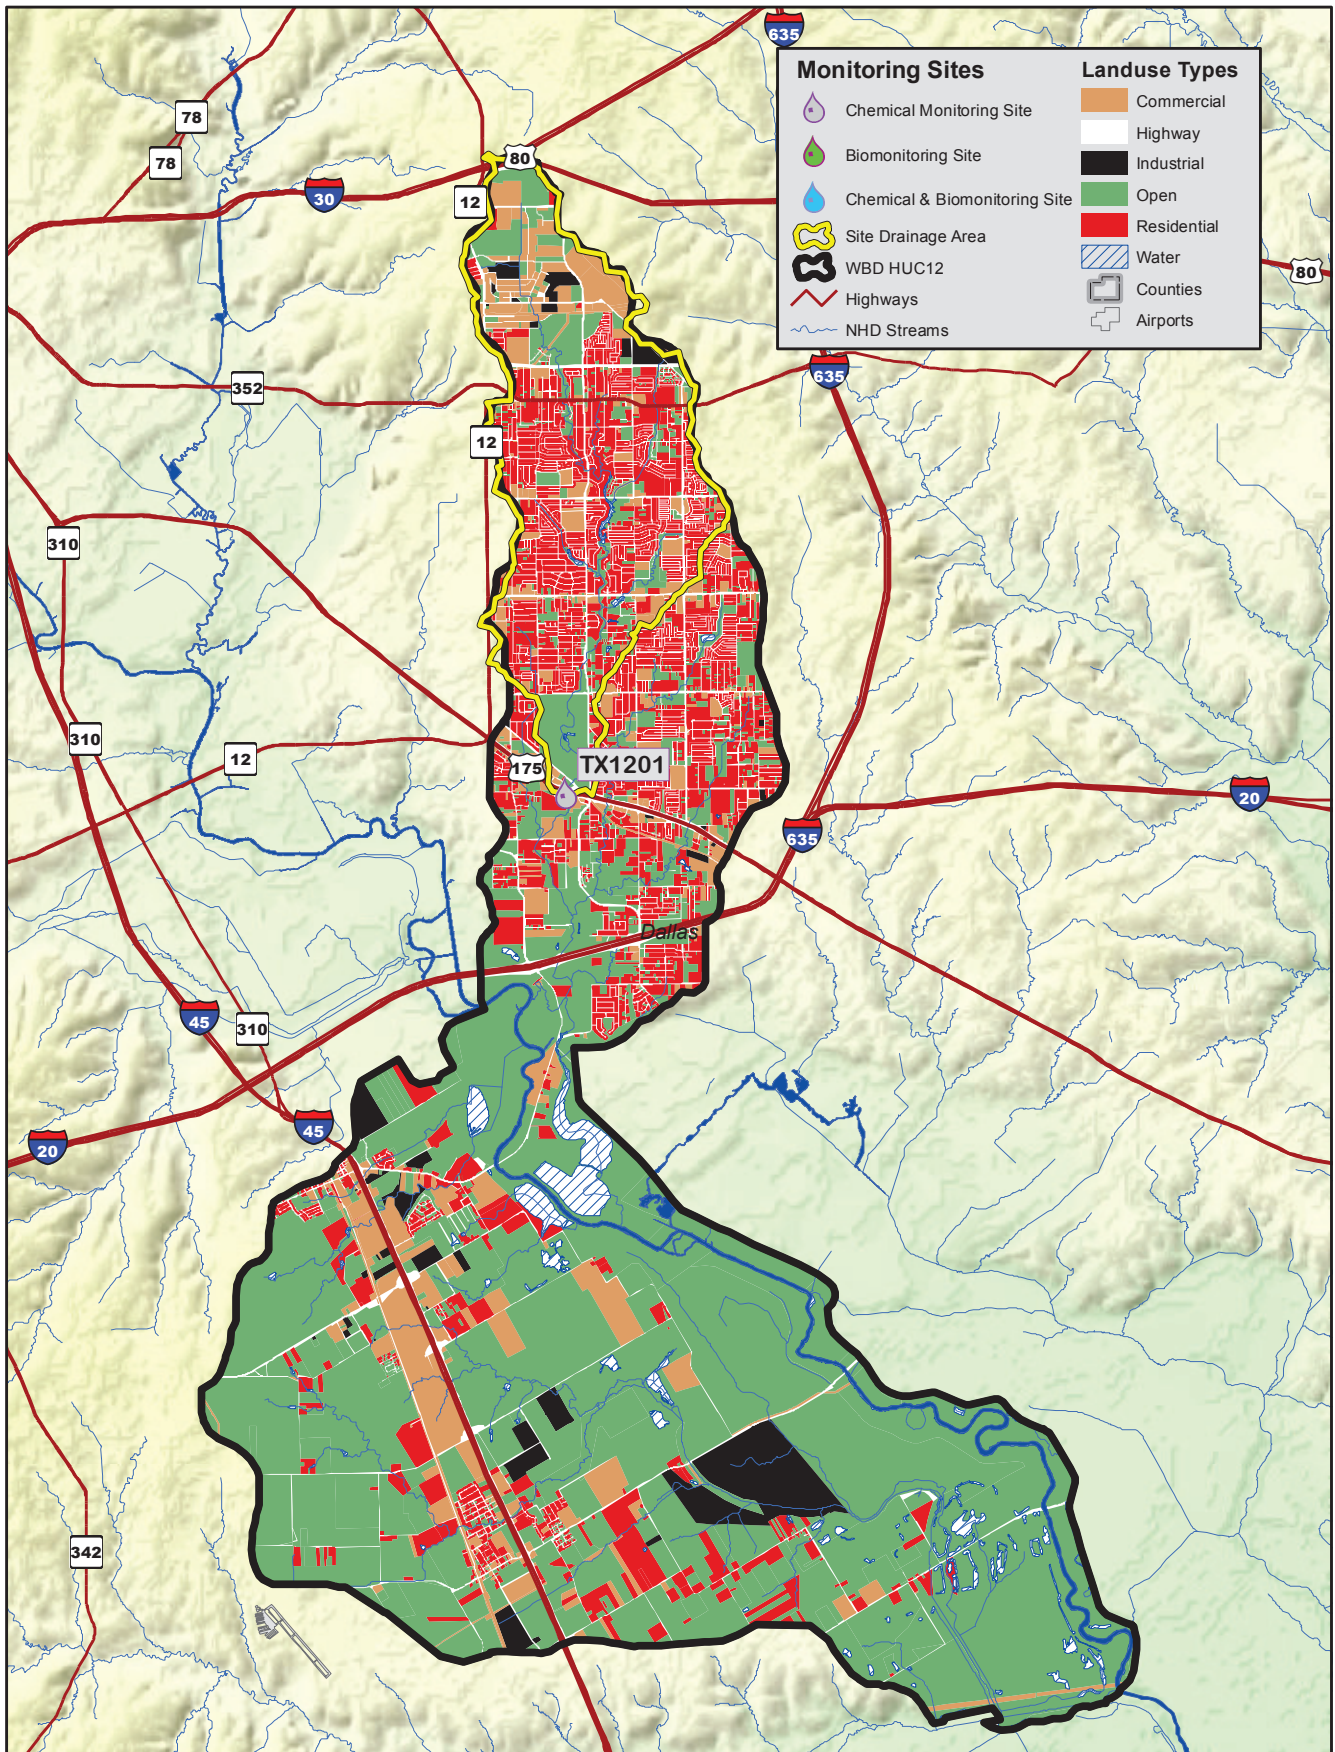 635
Monitoring Sites
Chemical Monitoring Site
Biomonitoring Site
Chemical & Biomonitoring Site
Site Drainage Area
WBD HUC12
Highways
NHD Streams
Landuse Types
Commercial
Highway
Industrial
Open
Residential
Water
Counties
Airports
78
78
80
30
12
80
352
635
12
310
310
12
175
TX1201
20
635
Dallas
45
310
45
20
342